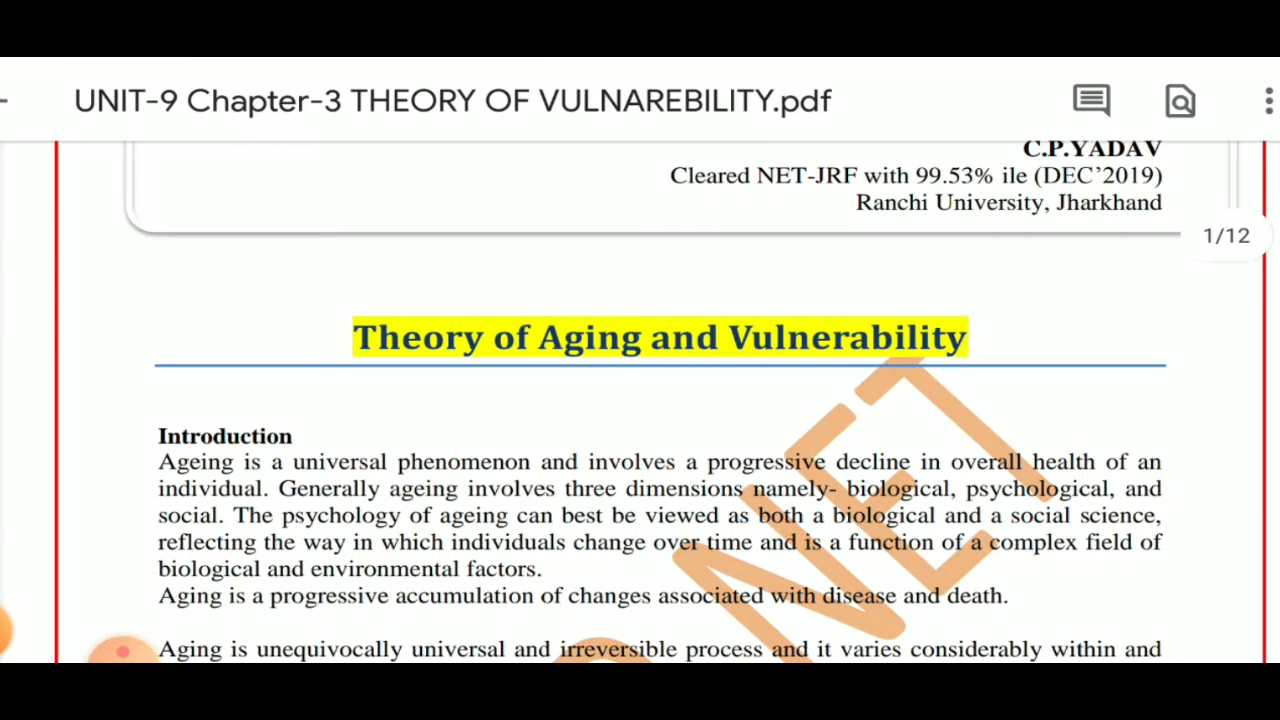 UNIT-9 Chapter-3 THEORY OF VULNAREBILITY.pdf
C.P.YADAV
Cleared NET-JRF with 99.53% ile (DEC’2019)
Ranchi University, Jharkhand
1/12
Theory of Aging and Vulnerability
Introduction
Ageing is a universal phenomenon and involves a progressive decline in overall health of an
individual. Generally ageing involves three dimensions namely- biological, psychological, and
social. The psychology of ageing can best be viewed as both a biological and a social science,
reflecting the way in which individuals change over time and is a function of a complex field of
biological and environmental factors.
Aging is a progressive accumulation of changes associated with disease and death.
Aging is unequivocally universal and irreversible process and it varies considerably within and
NET